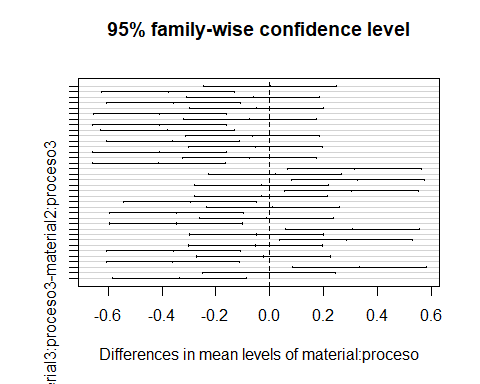 95% family-wise confidence level
rial3:proceso3-material2:proceso3
-0.6 -0.4 -0.2 0.0 0.2 0.4 0.6
Differences in mean levels of material:proceso